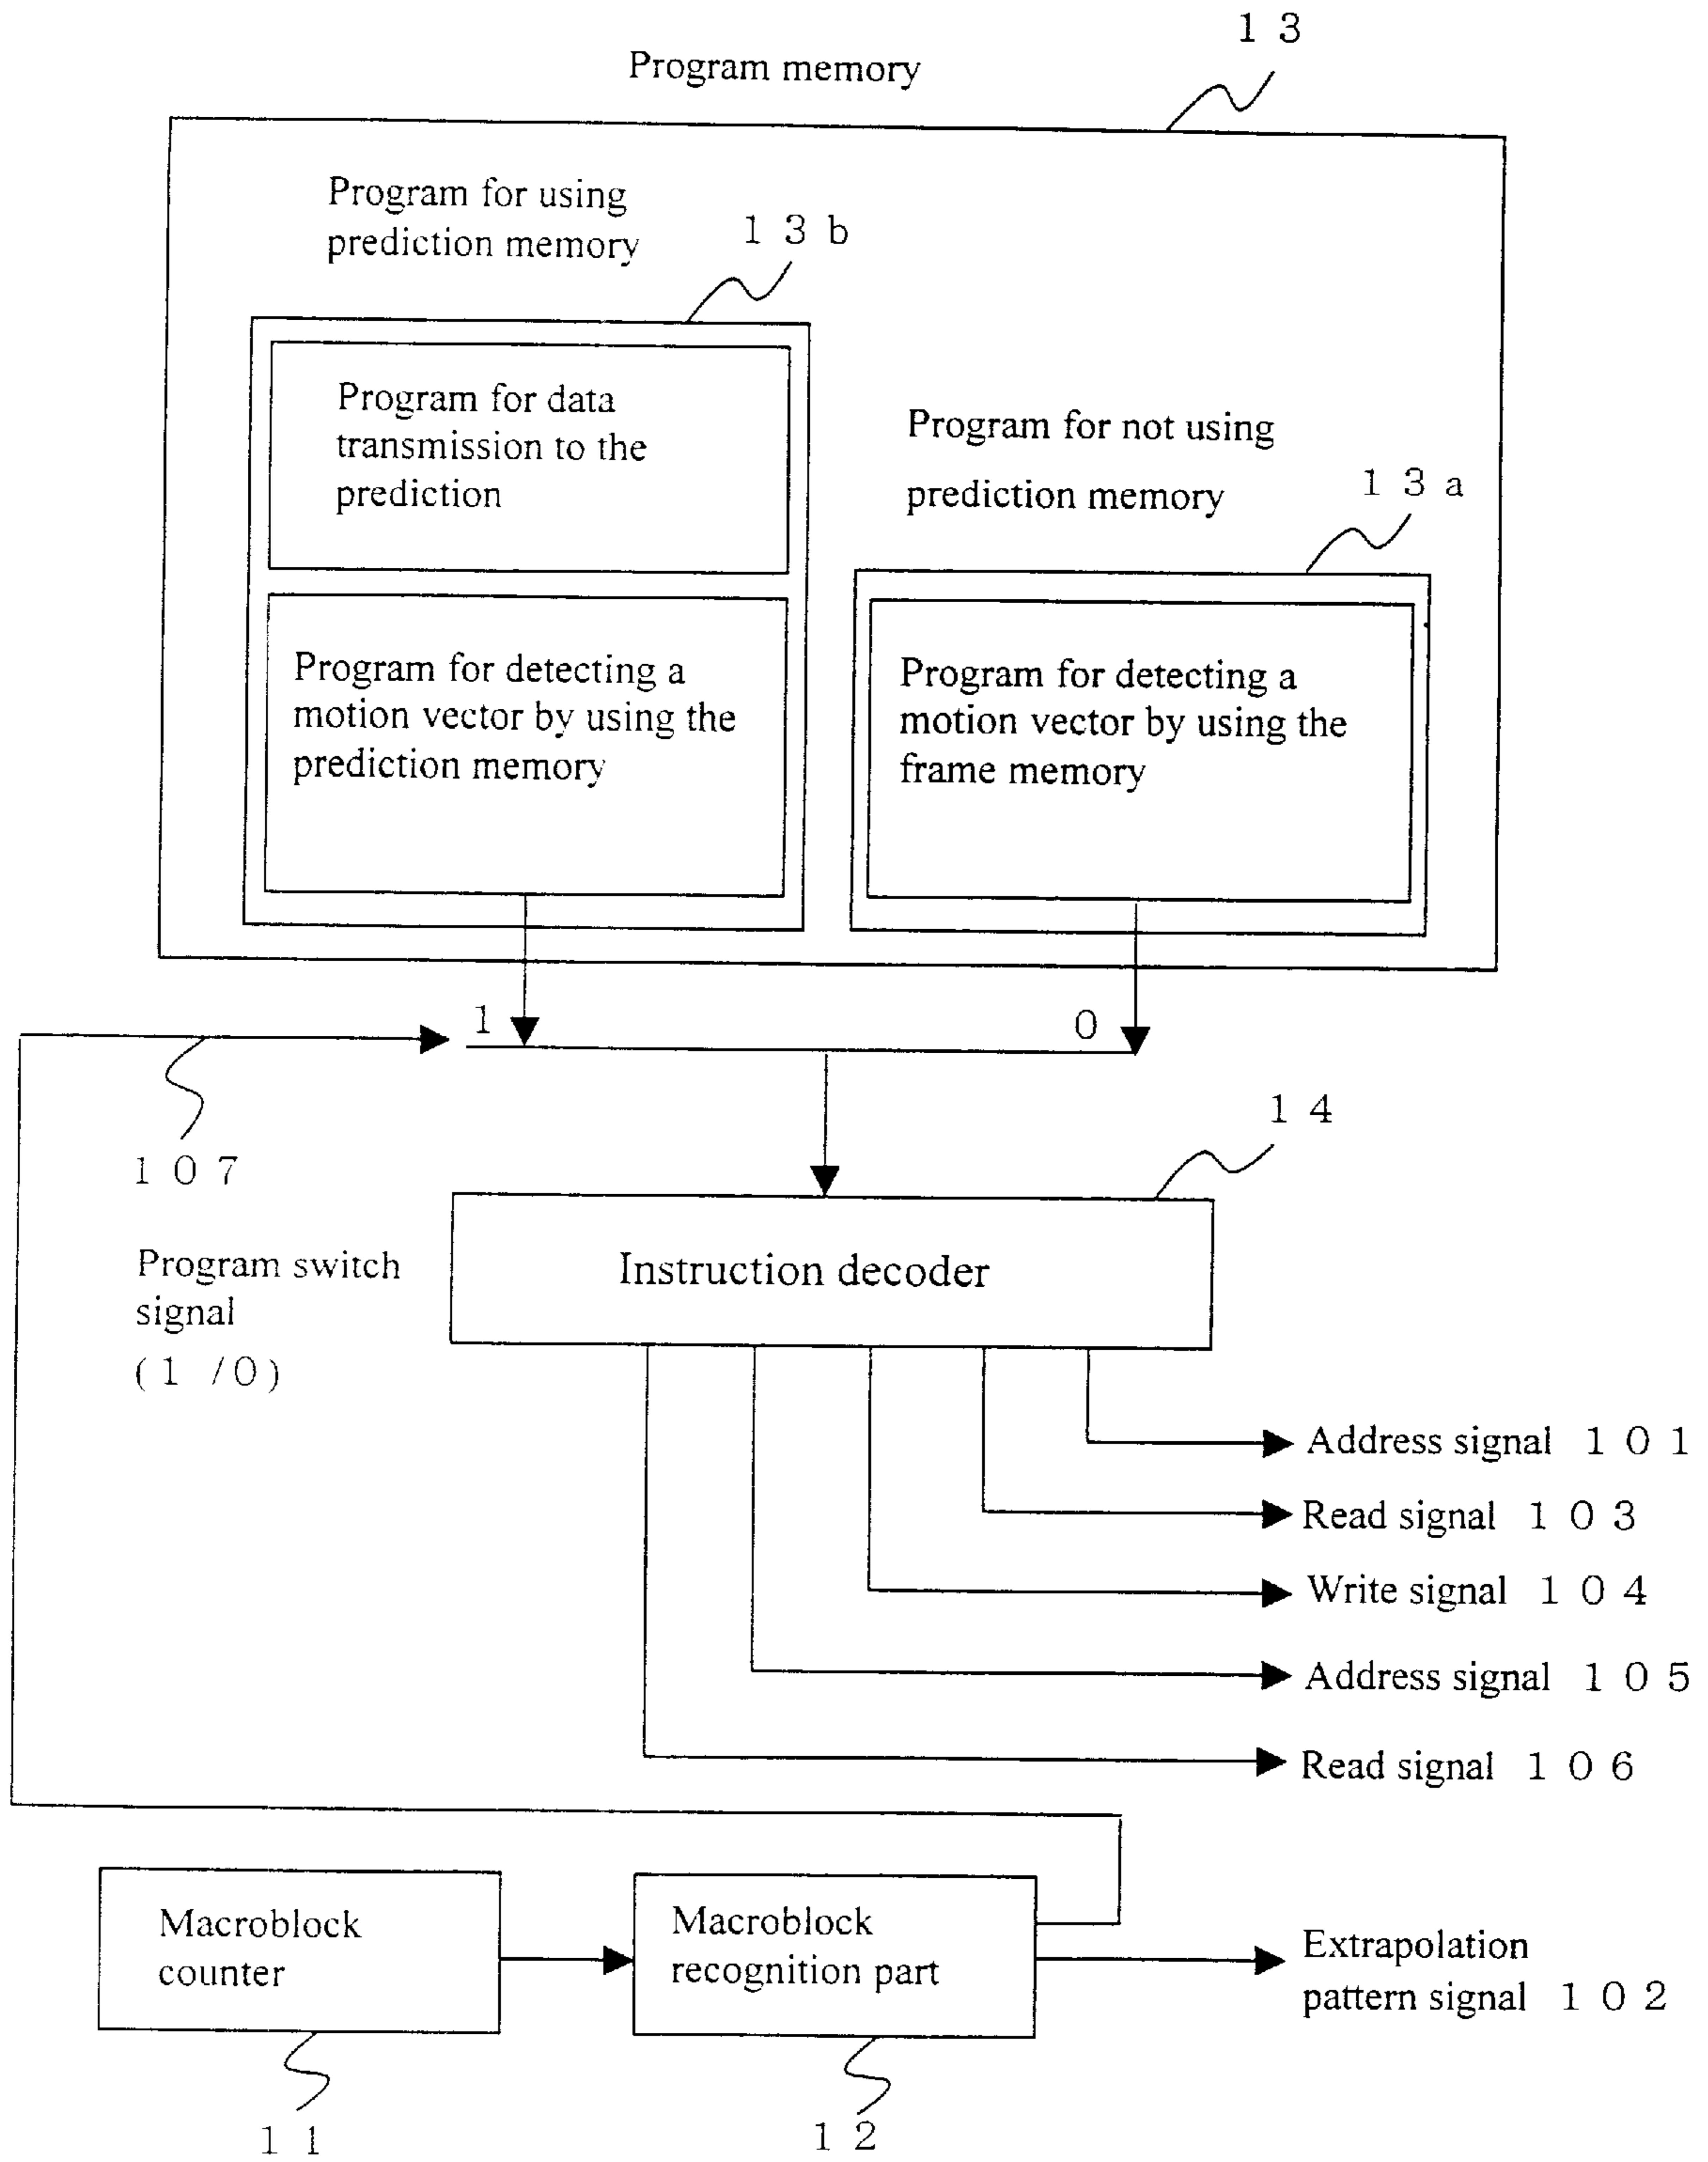 1 3
Program memory
Program for using
prediction memory
1 3 b
Program for data
transmission to the
prediction
Program for not using
prediction memory
1 3 a
Program for detecting a
motion vector by using the
prediction memory
Program for detecting a
motion vector by using the
frame memory
1
0
1 0 7
Program switch
signal
(1 /0)
1 4
Instruction decoder
Address signal 1 0 1
Read signal 1 0 3
Write signal 1 0 4
Address signal 1 0 5
Read signal 1 0 6
Macroblock
counter
Macroblock
recognition part
Extrapolation
pattern signal 1 0 2
1 1
1 2